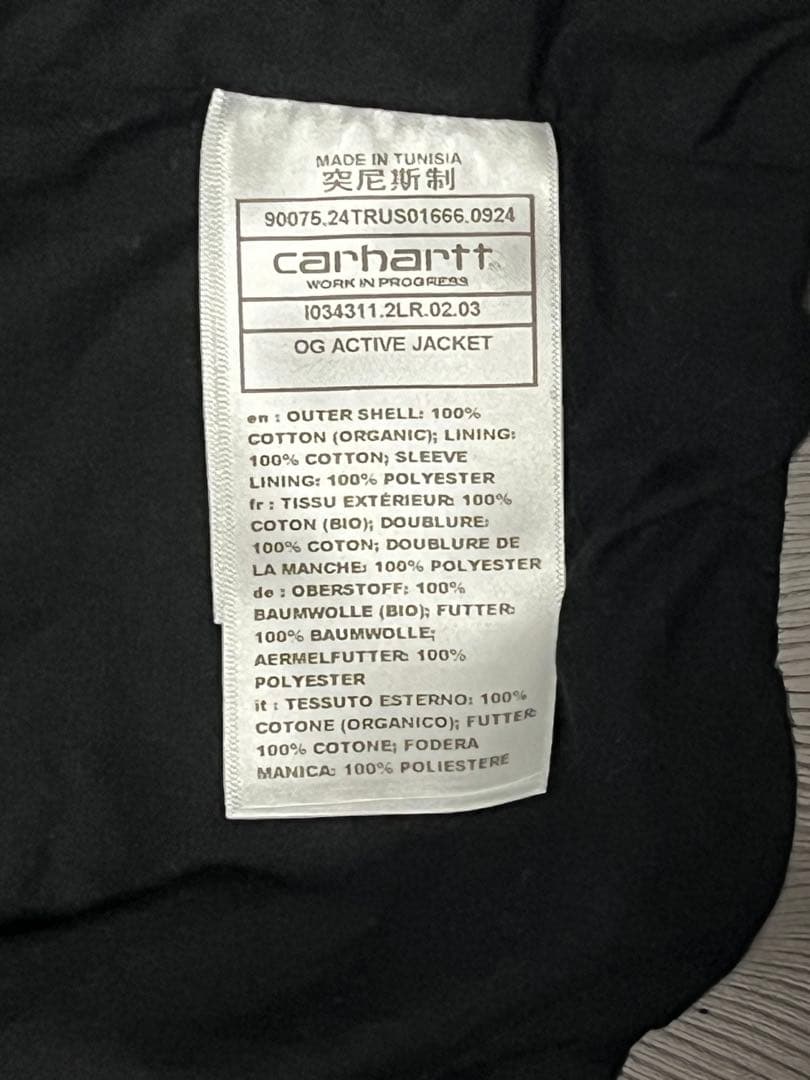 MADE IN TUNISIA
突尼斯制
90075.24TRUS01666.0924
carhartt
WORK IN PROGRESS
I034311.2LR.02.03
OG ACTIVE JACKET
en : OUTER SHELL: 100%
COTTON (ORGANIC); LINING:
100% COTTON; SLEEVE
LINING: 100% POLYESTER
fr : TISSU EXTÉRIEUR: 100%
COTON (BIO); DOUBLURE:
100% COTON; DOUBLURE DE
LA MANCHE: 100% POLYESTER
de : OBERSTOFF: 100%
BAUMWOLLE (BIO); FUTTER:
100% BAUMWOLLE;
AERMELFUTTER: 100%
POLYESTER
it : TESSUTO ESTERNO: 100%
COTONE (ORGANICO); FUTTER:
100% COTONE; FODERA
MANICA: 100% POLIESTERE